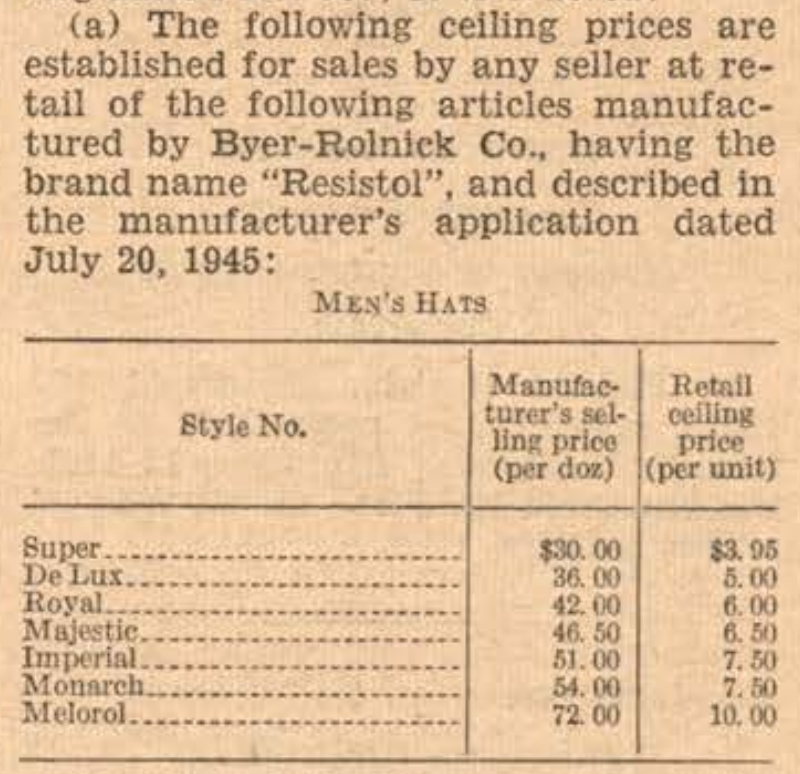 (a) The following ceiling prices are
established for sales by any seller at re-
tail of the following articles manufac-
tured by Byer-Rolnick Co., having the
brand name "Resistol", and described in
the manufacturer's application dated
July 20, 1945:
MEN'S HATS
Style No.
Manufac-
turer's sel-
ling price
(per doz)
Retail
ceiling
price
(per unit)
Super $30.00 $3.95
De Lux 36.00 5.00
Royal 42.00 6.00
Majestic 46.50 6.50
Imperial 51.00 7.50
Monarch 54.00 7.50
Melorol 72.00 10.00